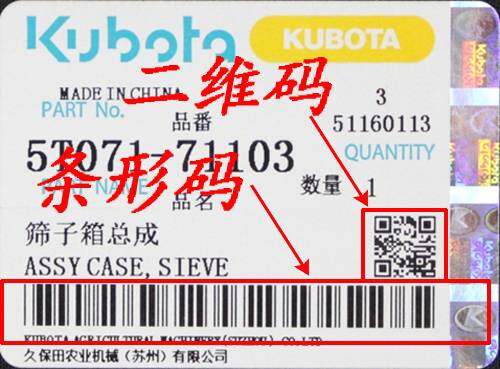 Kubota KUBOTA
MADE IN CHINA
二维码
3
PART No.
品番
51160113
5T071-71103
QUANTITY
条形码
PART NAME
品名
数量 1
筛子箱总成
ASSY CASE, SIEVE
KUBOTA AGRICULTURAL MACHINERY(SUZHOU) CO.LTD
久保田农业机械（苏州）有限公司